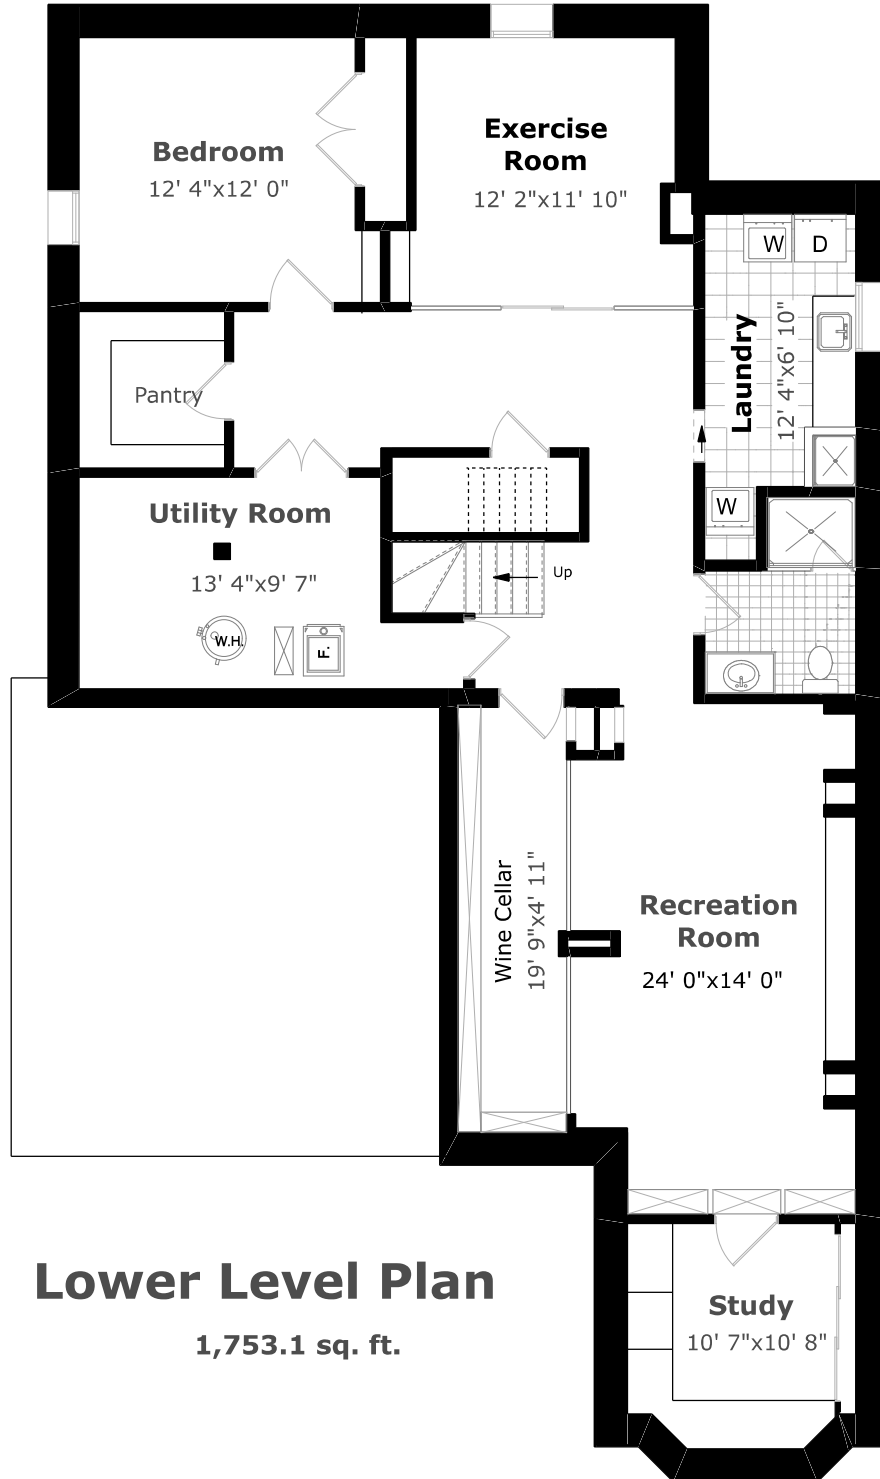 Bedroom
12' 4"x12' 0"
Exercise
Room
12' 2"x11' 10"
W
D
Laundry
12' 4"x6' 10"
Pantry
W
Utility Room
13' 4"x9' 7"
Up
W.H.
F.
Wine Cellar
19' 9"x4' 11"
Recreation
Room
24' 0"x14' 0"
Lower Level Plan
1,753.1 sq. ft.
Study
10' 7"x10' 8"